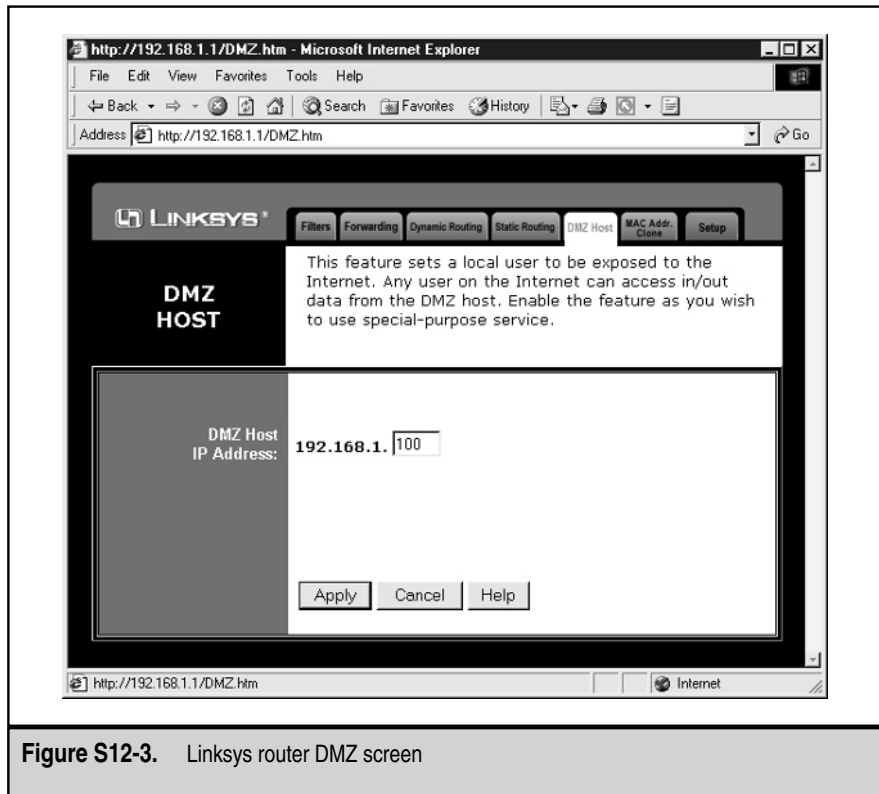 http://192.168.1.1/DMZ.htm - Microsoft Internet Explorer
File Edit View Favorites Tools Help
Back Search Favorites History
Address http://192.168.1.1/DMZ.htm Go
LINKSYS®
Filters Forwarding Dynamic Routing Static Routing DMZ Host MAC Addr. Clone Setup
DMZ
HOST
This feature sets a local user to be exposed to the
Internet. Any user on the Internet can access in/out
data from the DMZ host. Enable the feature as you wish
to use special-purpose service.
DMZ Host
IP Address:
192.168.1. 100
Apply Cancel Help
http://192.168.1.1/DMZ.htm Internet
Figure S12-3. Linksys router DMZ screen